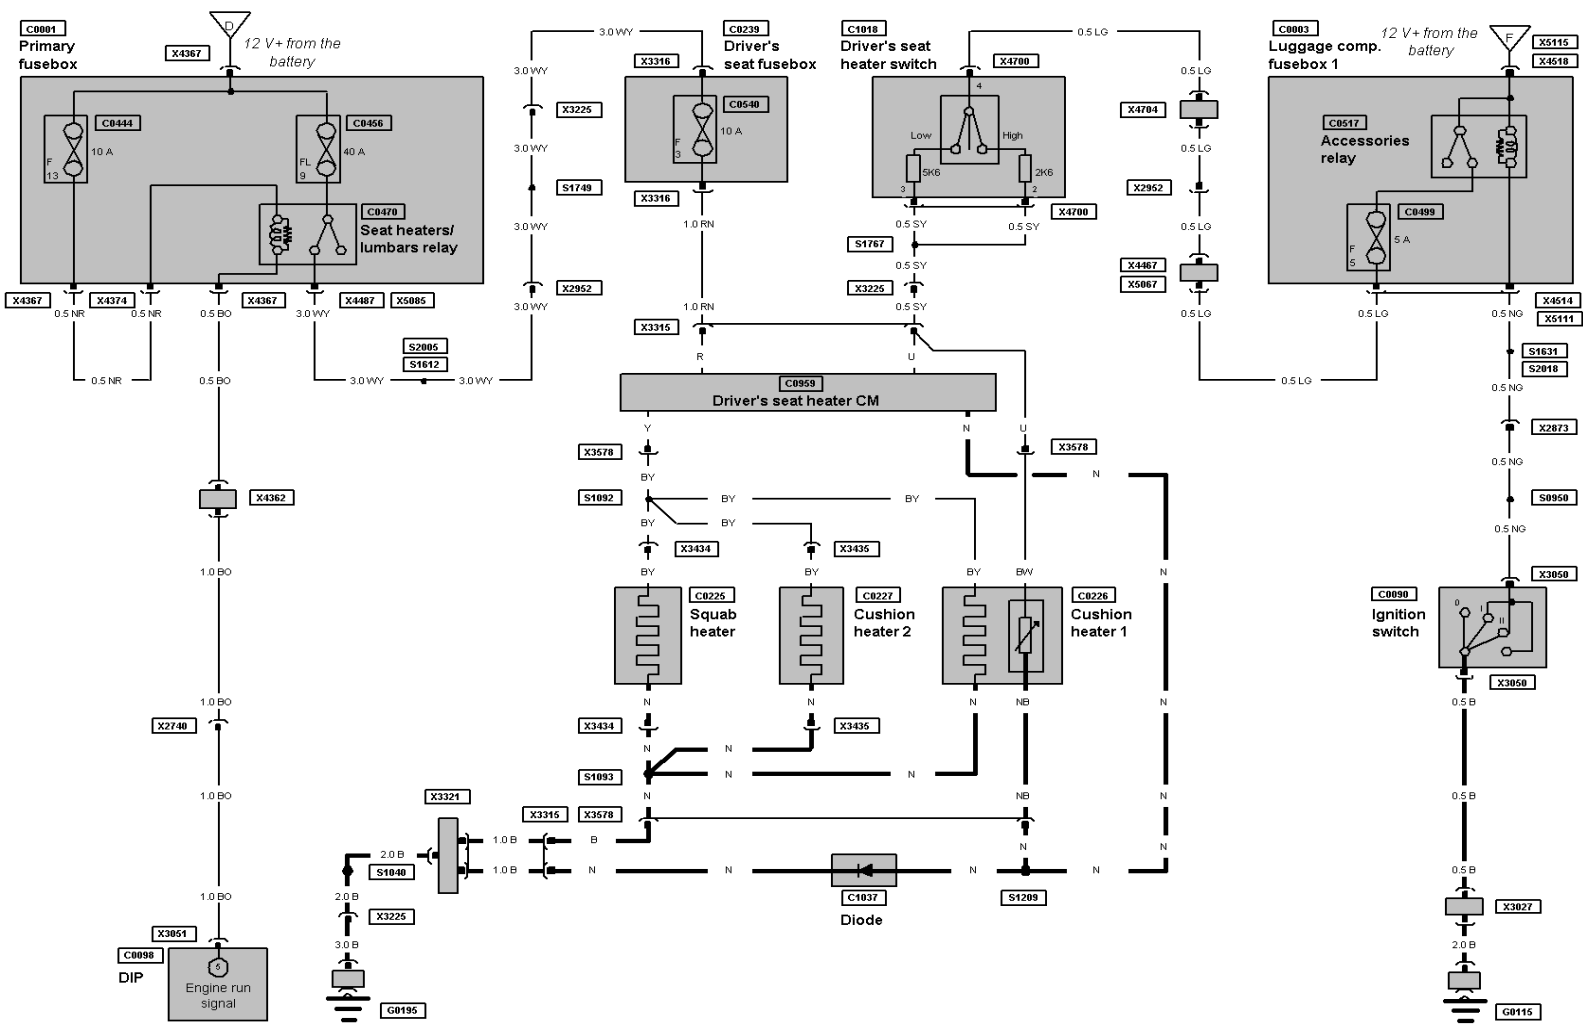 C0001
Primary
fusebox
D
X4367
12 V+ from the
battery
C0444
F
13
10 A
C0456
FL
9
40 A
C0470
Seat heaters/
lumbars relay
X4367
X4374
X4367
X4487
X5085
0.5 NR
0.5 NR
0.5 BO
3.0 WY
0.5 NR
0.5 BO
3.0 WY
S2005
S1612
3.0 WY
3.0 WY
3.0 WY
X3225
3.0 WY
S1749
3.0 WY
X2952
3.0 WY
3.0 WY
C0239
Driver's
seat fusebox
X3316
C0540
F
3
10 A
X3316
1.0 RN
1.0 RN
X3315
R
U
C1018
Driver's seat
heater switch
X4700
4
Low
High
5K6
2K6
3
2
X4700
0.5 SY
0.5 SY
S1767
0.5 SY
X3225
0.5 SY
0.5 LG
0.5 LG
X4704
0.5 LG
X2952
0.5 LG
X4467
X5067
0.5 LG
0.5 LG
0.5 LG
C0003
Luggage comp.
fusebox 1
12 V+ from the
battery
F
X5115
X4518
C0517
Accessories
relay
C0499
F
5
5 A
0.5 NG
X4514
X5111
S1631
S2018
0.5 NG
X2873
0.5 NG
S0950
0.5 NG
X3050
C0090
Ignition
switch
0
I
II
X3050
0.5 B
0.5 B
0.5 B
X3027
2.0 B
G0115
C0959
Driver's seat heater CM
Y
N
U
X3578
X3578
BY
N
S1092
BY
BY
BY
BY
X3434
X3435
BY
BY
BY
BW
C0225
Squab
heater
C0227
Cushion
heater 2
C0226
Cushion
heater 1
N
N
N
N
NB
N
X3434
X3435
N
N
S1093
N
N
N
NB
N
X3321
X3315
X3578
1.0 B
B
N
2.0 B
S1040
1.0 B
N
N
N
N
C1037
Diode
S1209
2.0 B
X3225
3.0 B
G0195
X4362
1.0 BO
1.0 BO
X2740
1.0 BO
1.0 BO
X3051
C0098
DIP
5
Engine run
signal